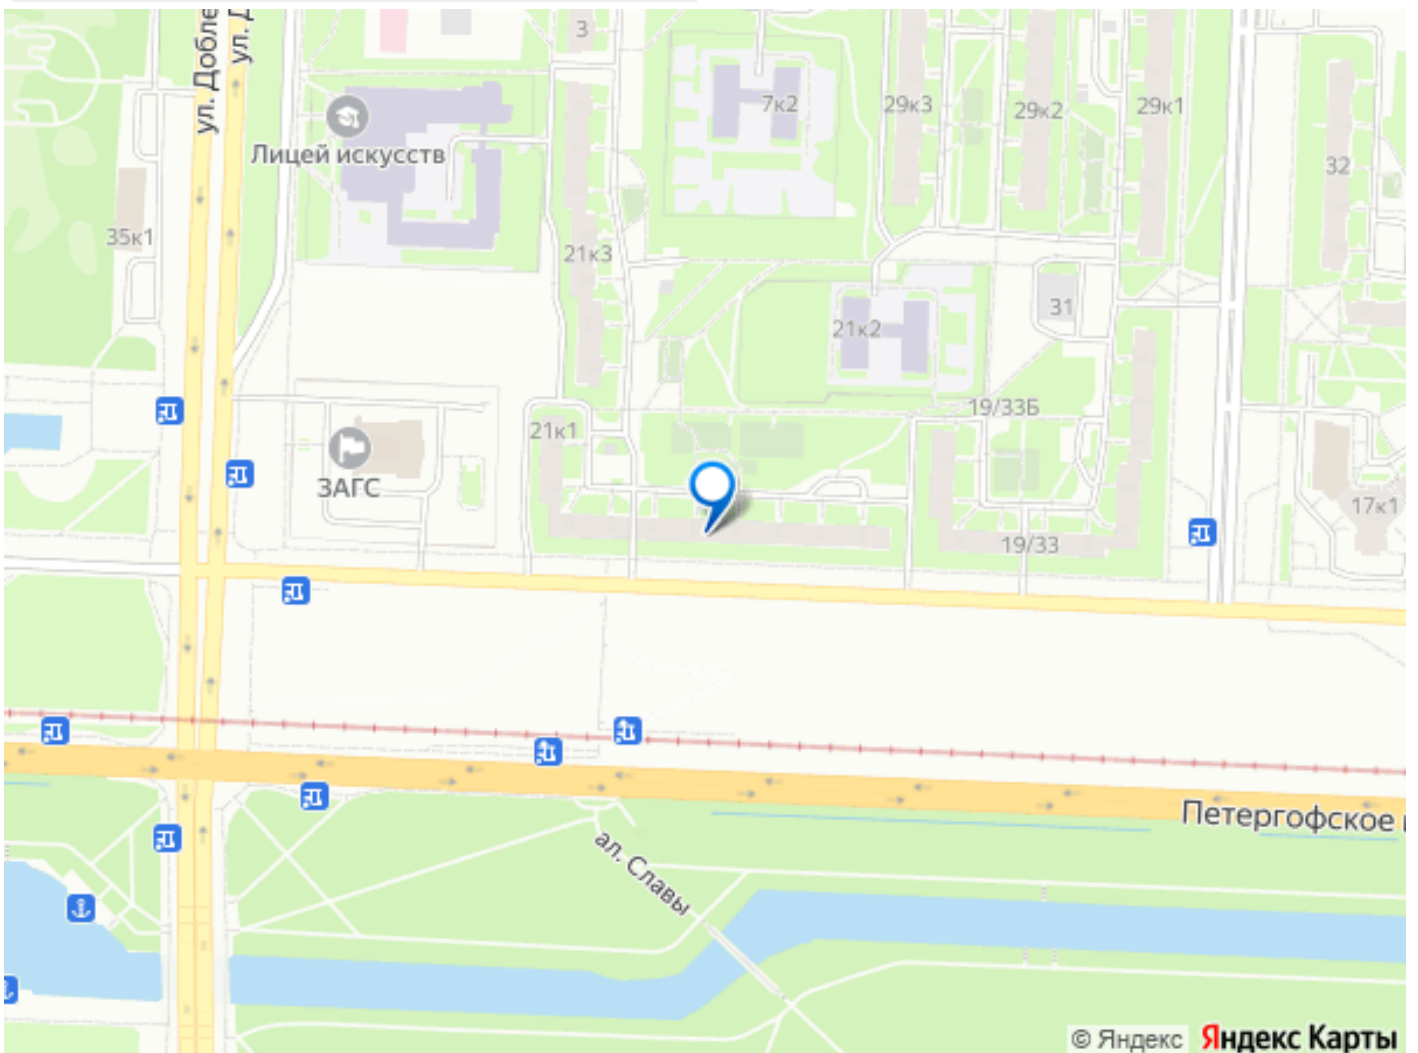 ул. Добле
ул. Д
3
7к2
29к3
29к2
29к1
Лицей искусств
32
35к1
21к3
31
21к2
19/33Б
21к1
ЗАГС
17к1
19/33
Петергофское
ал. Славы
© Яндекс Яндекс Карты